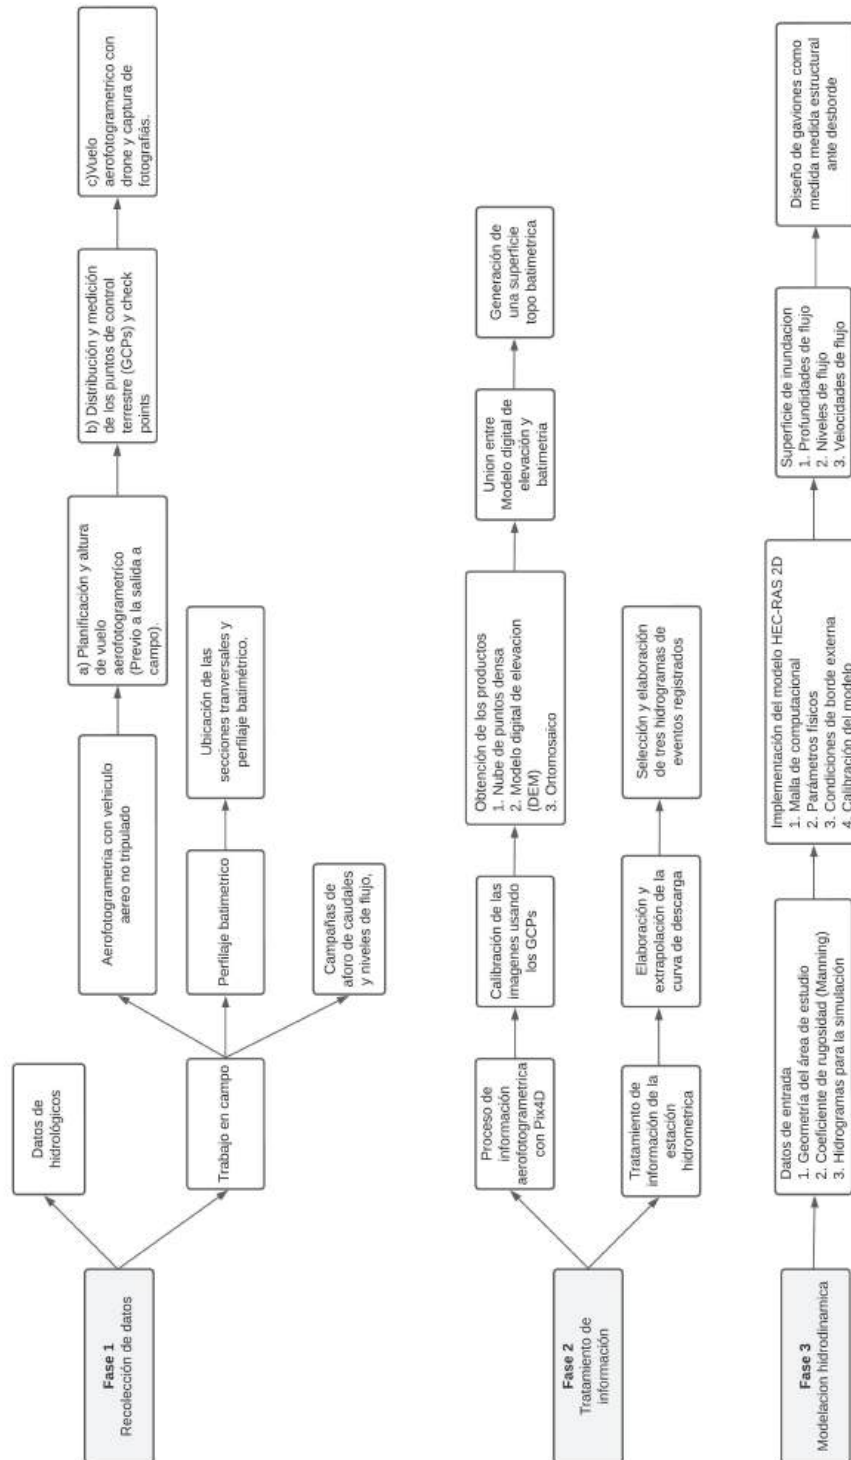 Fase 1
Recolección de datos
Datos de
hidrológicos
Trabajo en campo
Aerofotogrametria con vehiculo
aereo no tripulado
a) Planificación y altura
de vuelo
aerofotogrametrico
(Previo a la salida a
campo).
b) Distribución y medición
de los puntos de control
terrestre (GCPs) y check
points
c)Vuelo
aerofotogrametrico con
drone y captura de
fotografiás.
Perfilaje batimetrico
Ubicación de las
secciones tranversales y
perfilaje batimétrico.
Campañas de
aforo de caudales
y niveles de flujo,
Fase 2
Tratamiento de
información
Proceso de
información
aerofotogrametrica
con Pix4D
Calibración de las
imagenes usando
los GCPs
Obtención de los productos
1. Nube de puntos densa
2. Modelo digital de elevacion
(DEM)
3. Ortomosaico
Union entre
Modelo digital de
elevación y
batimetria
Generación de
una superficie
topo batimetrica
Tratamiento de
información de la
estación
hidrometrica
Elaboración y
extrapolación de la
curva de descarga
Selección y elaboración
de tres hidrogramas de
eventos registrados
Fase 3
Modelacion hidrodinamica
Datos de entrada
1. Geometría del área de estudio
2. Coeficiente de rugosidad (Manning)
3. Hidrogramas para la simulación
Implementación del modelo HEC-RAS 2D
1. Malla de computacional
2. Parámetros físicos
3. Condiciones de borde externa
4. Calibración del modelo
Superficie de inundacion
1. Profundidades de flujo
2. Niveles de flujo
3. Velocidades de flujo
Diseño de gaviones como
medida medida estructural
ante desborde